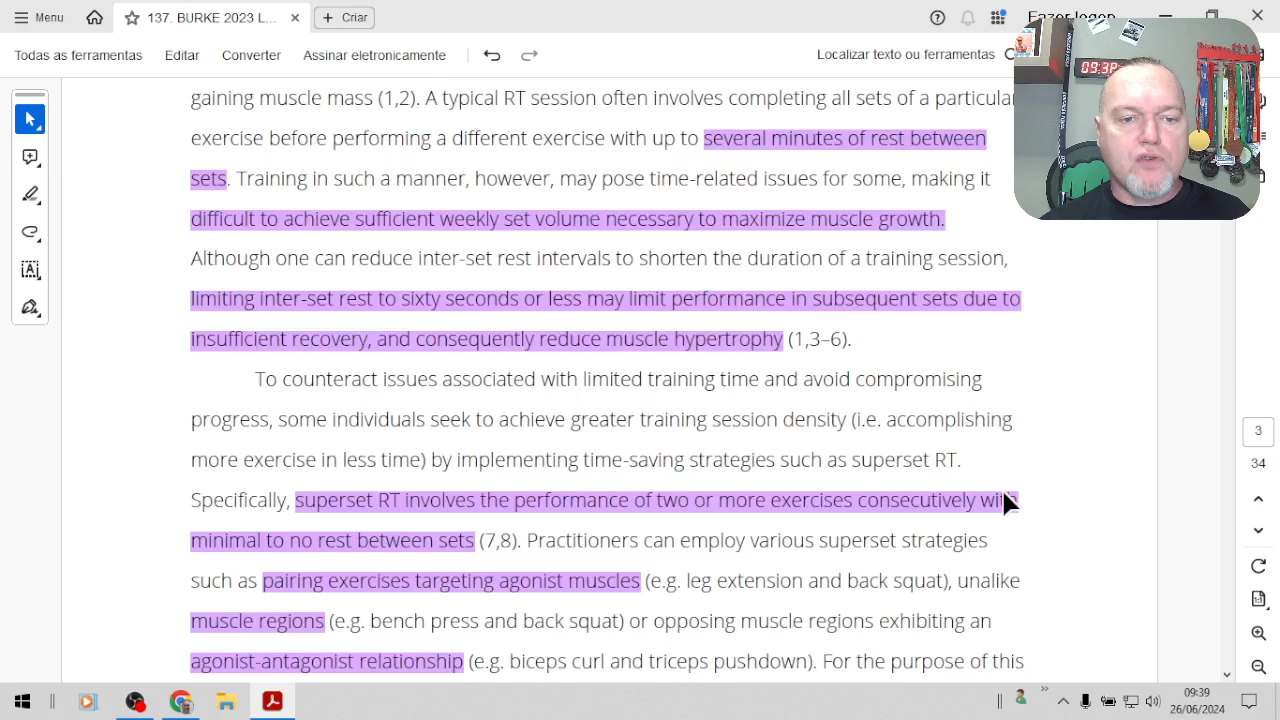 Menu
137. BURKE 2023 L...
Criar
Todas as ferramentas
Editar
Converter
Assinar eletronicamente
Localizar texto ou ferramentas
gaining muscle mass (1,2). A typical RT session often involves completing all sets of a particular
exercise before performing a different exercise with up to several minutes of rest between
sets. Training in such a manner, however, may pose time-related issues for some, making it
difficult to achieve sufficient weekly set volume necessary to maximize muscle growth.
Although one can reduce inter-set rest intervals to shorten the duration of a training session,
limiting inter-set rest to sixty seconds or less may limit performance in subsequent sets due to
insufficient recovery, and consequently reduce muscle hypertrophy (1,3–6).
To counteract issues associated with limited training time and avoid compromising
progress, some individuals seek to achieve greater training session density (i.e. accomplishing
more exercise in less time) by implementing time-saving strategies such as superset RT.
Specifically, superset RT involves the performance of two or more exercises consecutively with
minimal to no rest between sets (7,8). Practitioners can employ various superset strategies
such as pairing exercises targeting agonist muscles (e.g. leg extension and back squat), unalike
muscle regions (e.g. bench press and back squat) or opposing muscle regions exhibiting an
agonist-antagonist relationship (e.g. biceps curl and triceps pushdown). For the purpose of this
3
34
09:39
26/06/2024